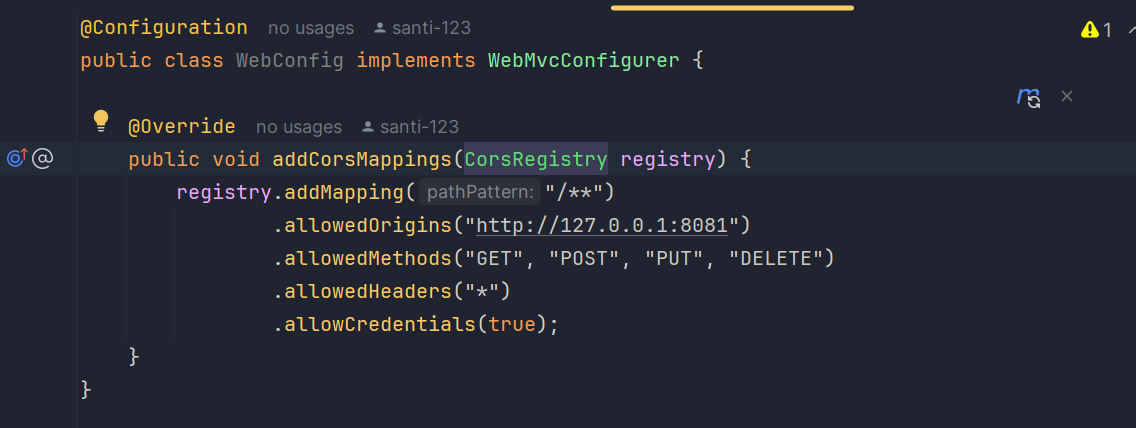 @Configuration no usages santi-123
1
public class WebConfig implements WebMvcConfigurer {
m
@Override no usages santi-123
public void addCorsMappings(CorsRegistry registry) {
registry.addMapping( pathPattern: "/**")
.allowedOrigins("http://127.0.0.1:8081")
.allowedMethods("GET", "POST", "PUT", "DELETE")
.allowedHeaders("*")
.allowCredentials(true);
}
}